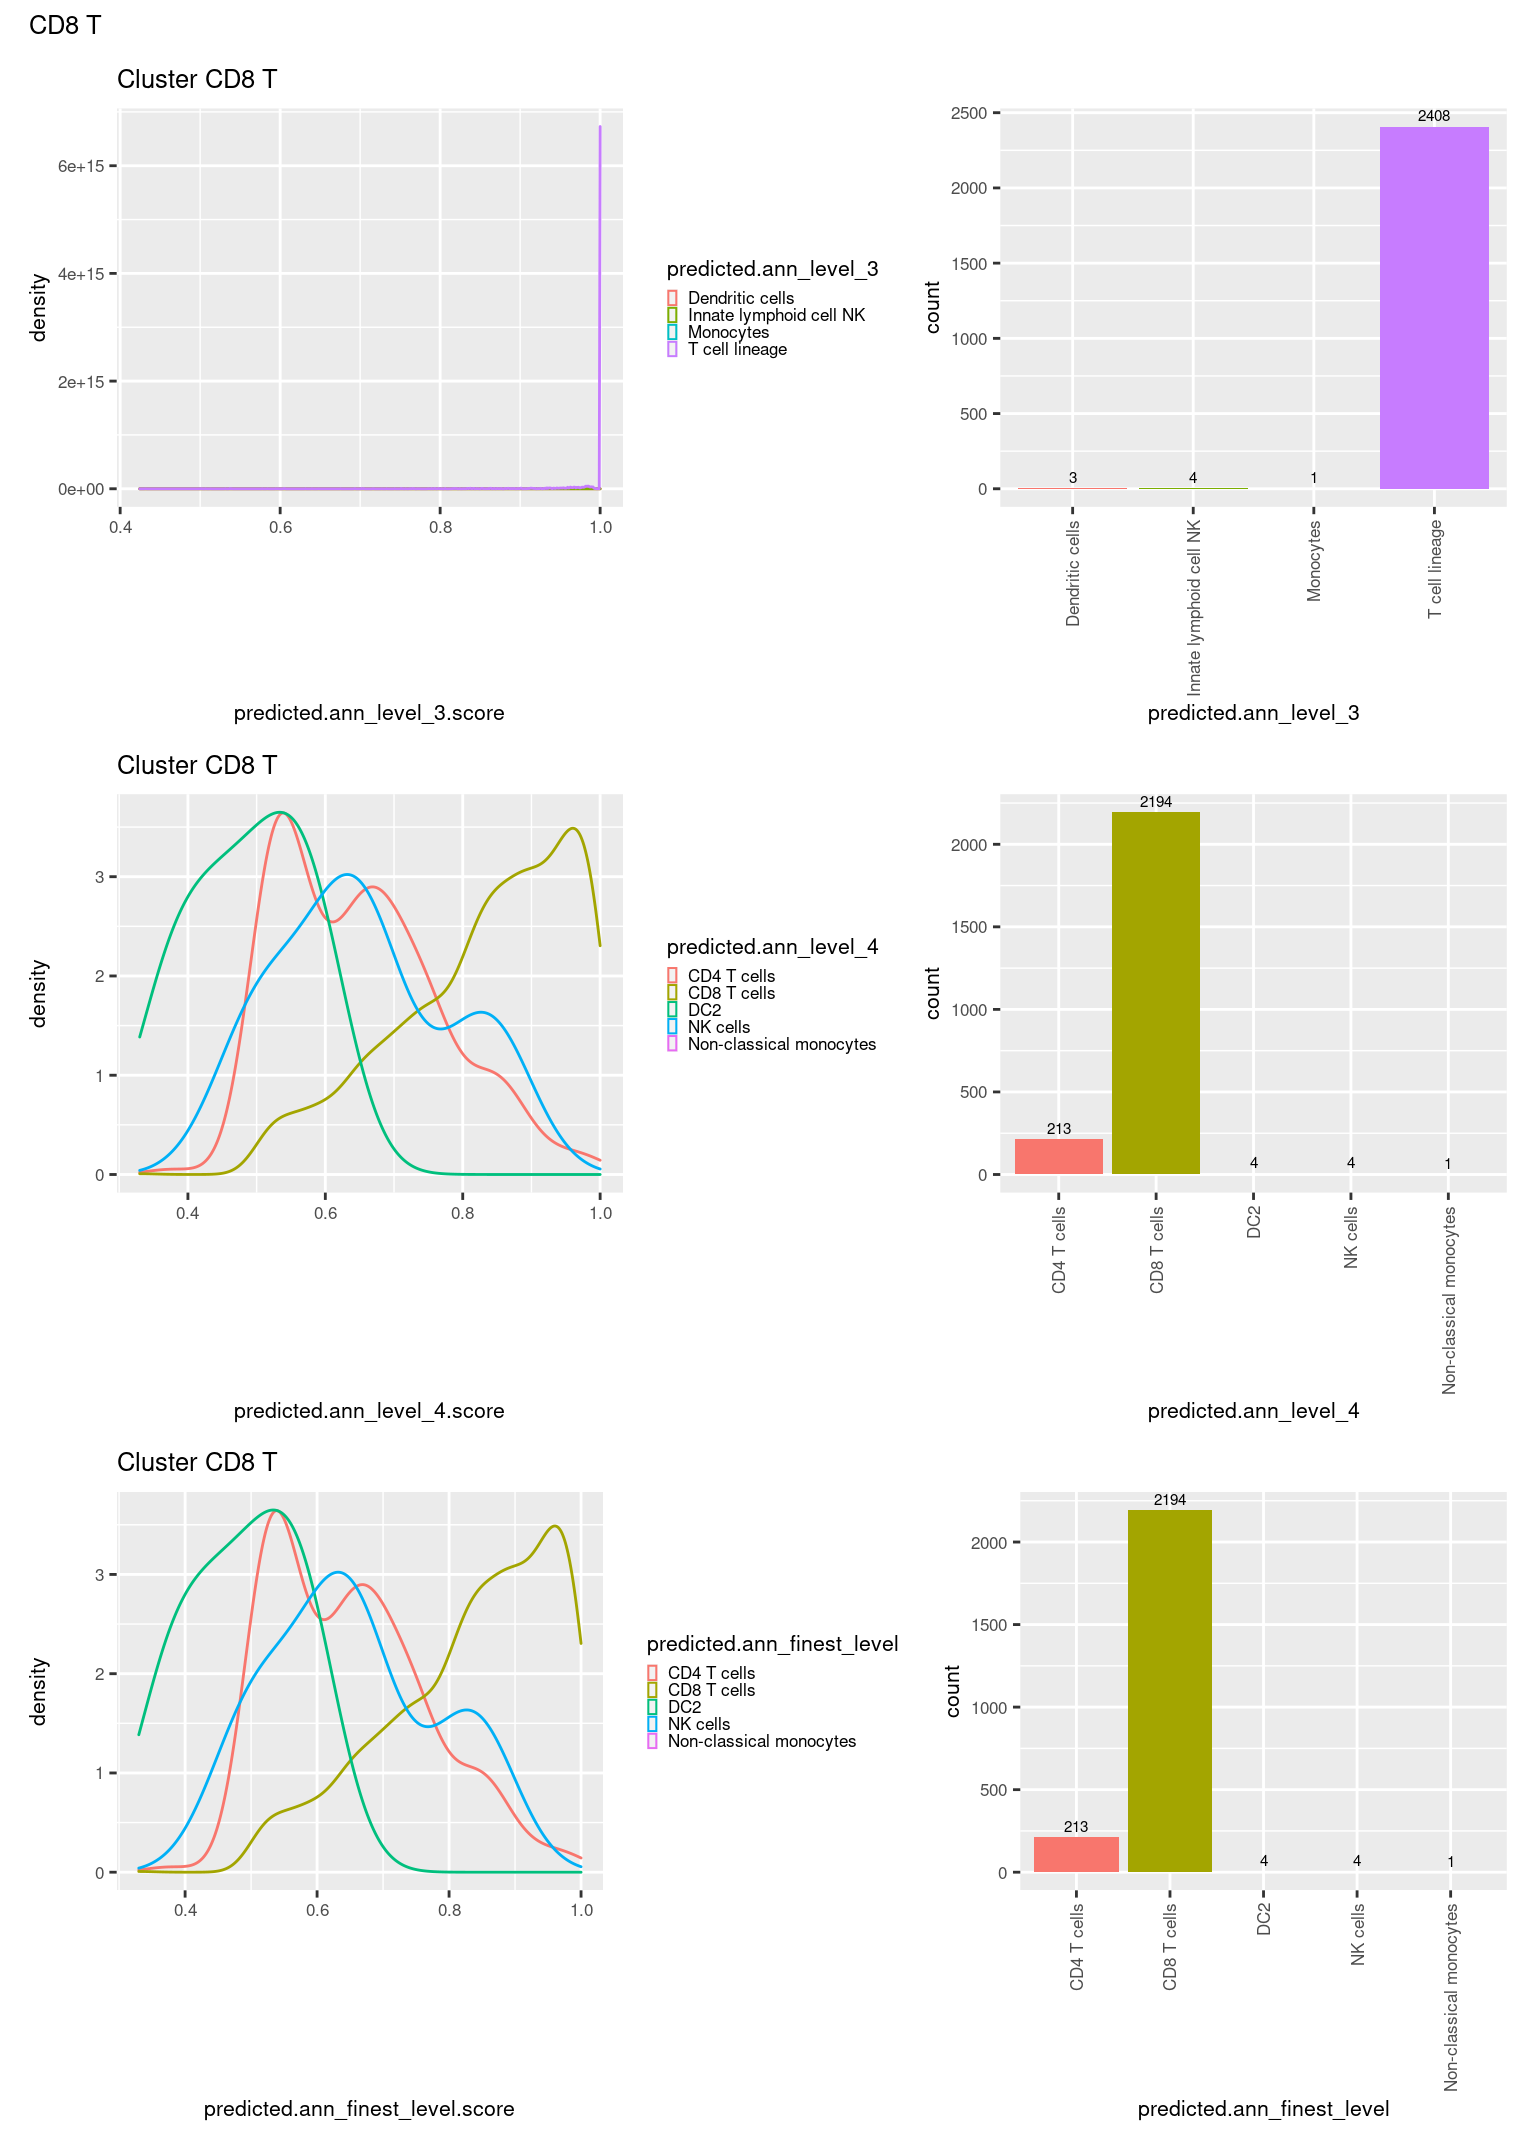 CD8 T
Cluster CD8 T
6e+15
4e+15
2e+15
0e+00
density
0.4 0.6 0.8 1.0
predicted.ann_level_3.score
predicted.ann_level_3
Dendritic cells
Innate lymphoid cell NK
Monocytes
T cell lineage
2500
2000
1500
1000
500
0
count
3 4 1 2408
Dendritic cells
Innate lymphoid cell NK
Monocytes
T cell lineage
predicted.ann_level_3
Cluster CD8 T
3
2
1
0
density
0.4 0.6 0.8 1.0
predicted.ann_level_4.score
predicted.ann_level_4
CD4 T cells
CD8 T cells
DC2
NK cells
Non-classical monocytes
2000
1500
1000
500
0
count
213 2194 4 4 1
CD4 T cells
CD8 T cells
DC2
NK cells
Non-classical monocytes
predicted.ann_level_4
Cluster CD8 T
3
2
1
0
density
0.4 0.6 0.8 1.0
predicted.ann_finest_level.score
predicted.ann_finest_level
CD4 T cells
CD8 T cells
DC2
NK cells
Non-classical monocytes
2000
1500
1000
500
0
count
213 2194 4 4 1
CD4 T cells
CD8 T cells
DC2
NK cells
Non-classical monocytes
predicted.ann_finest_level